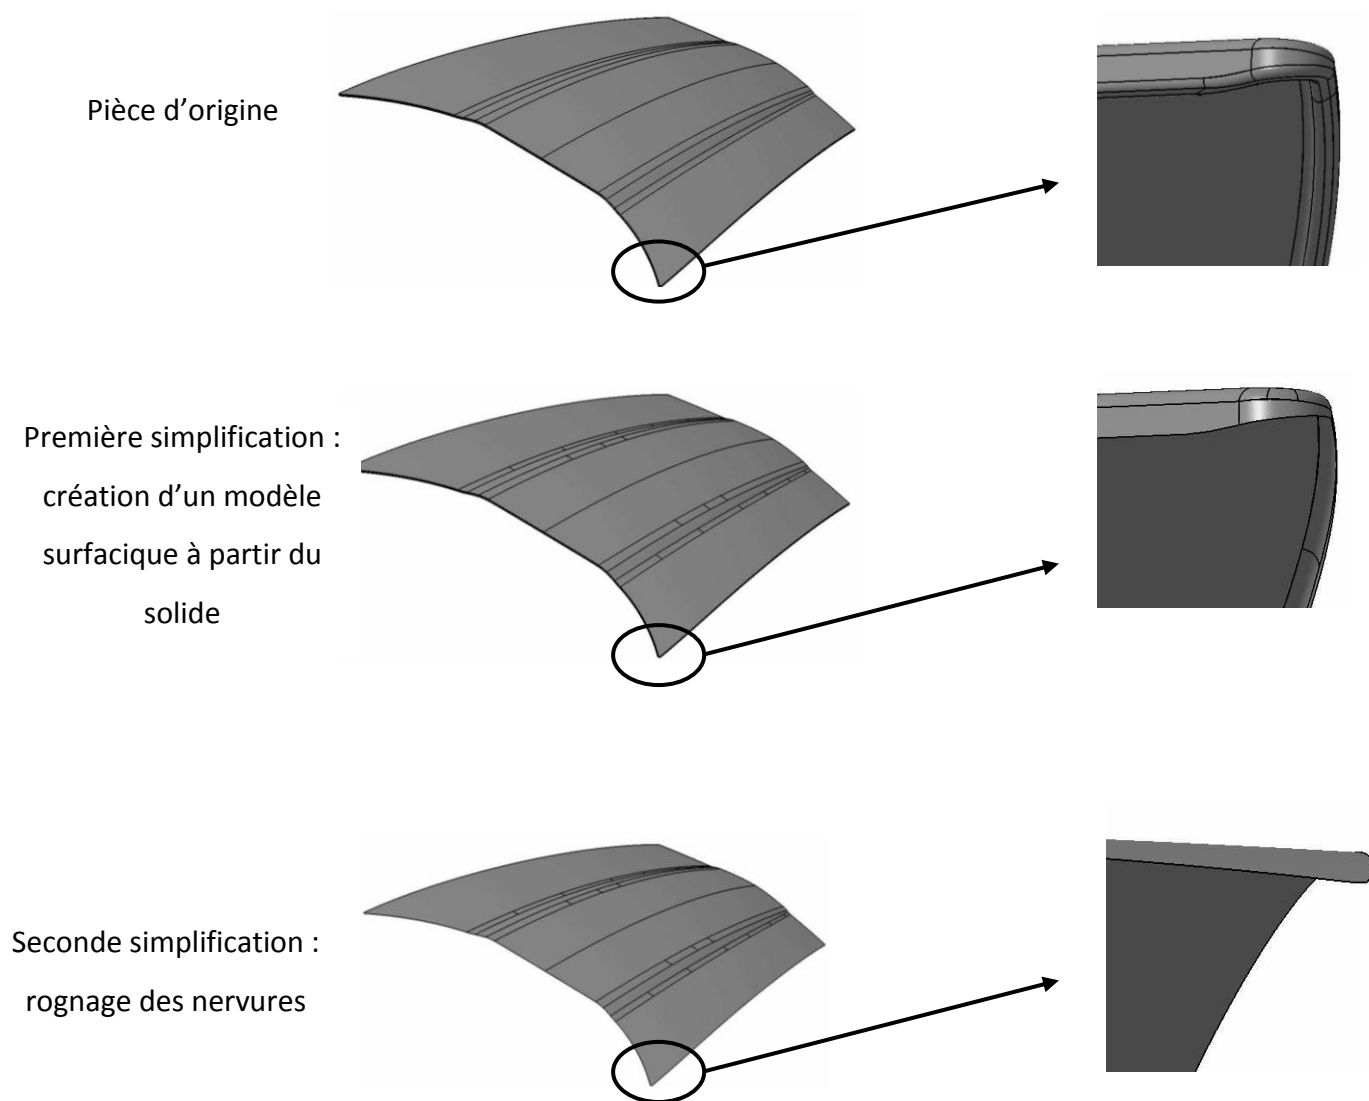 Pièce d’origine
Première simplification :
création d’un modèle
surfacique à partir du
solide
Seconde simplification :
rognage des nervures